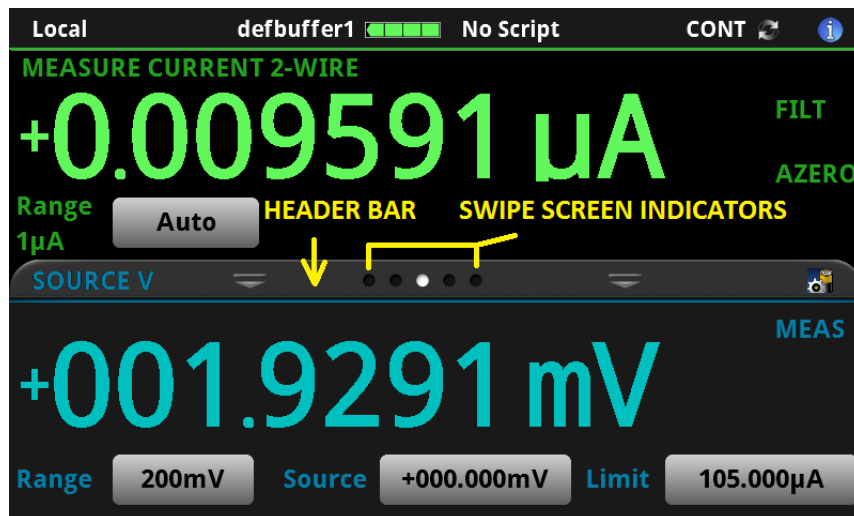 Local defbuffer1 No Script CONT i
MEASURE CURRENT 2-WIRE
+0.009591 µA
FILT
AZERO
Range
1µA
Auto
HEADER BAR SWIPE SCREEN INDICATORS
SOURCE V
MEAS
+001.9291 mV
Range 200mV Source +000.000mV Limit 105.000µA